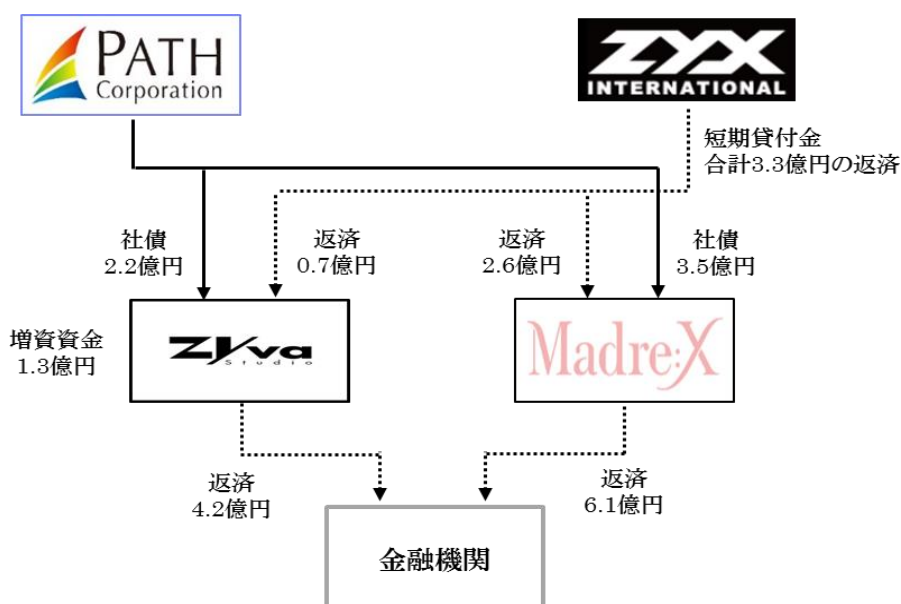 PATH
Corporation
ZYX
INTERNATIONAL
短期貸付金
合計3.3億円の返済
社債
2.2億円
返済
0.7億円
返済
2.6億円
社債
3.5億円
増資資金
1.3億円
Zyva
Studio
Madre:X
返済
4.2億円
返済
6.1億円
金融機関